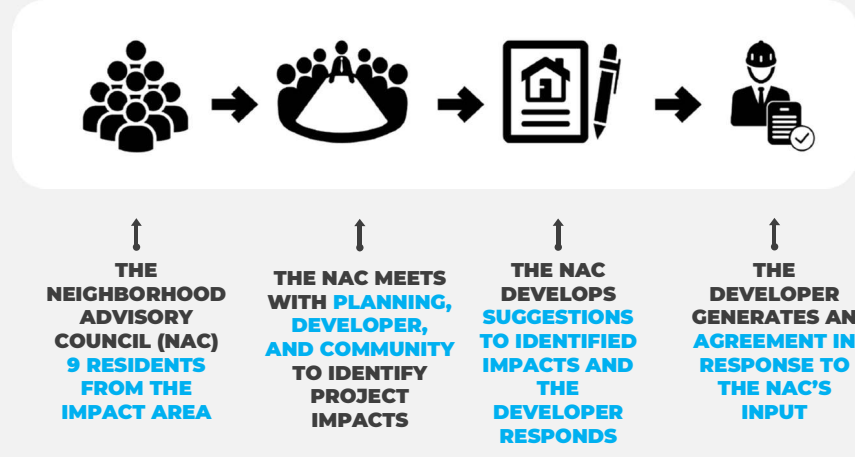 THE
NEIGHBORHOOD
ADVISORY
COUNCIL (NAC)
9 RESIDENTS
FROM THE
IMPACT AREA
THE NAC MEETS
WITH PLANNING,
DEVELOPER,
AND COMMUNITY
TO IDENTIFY
PROJECT
IMPACTS
THE NAC
DEVELOPS
SUGGESTIONS
TO IDENTIFIED
IMPACTS AND
THE
DEVELOPER
RESPONDS
THE
DEVELOPER
GENERATES AN
AGREEMENT IN
RESPONSE TO
THE NAC’S
INPUT